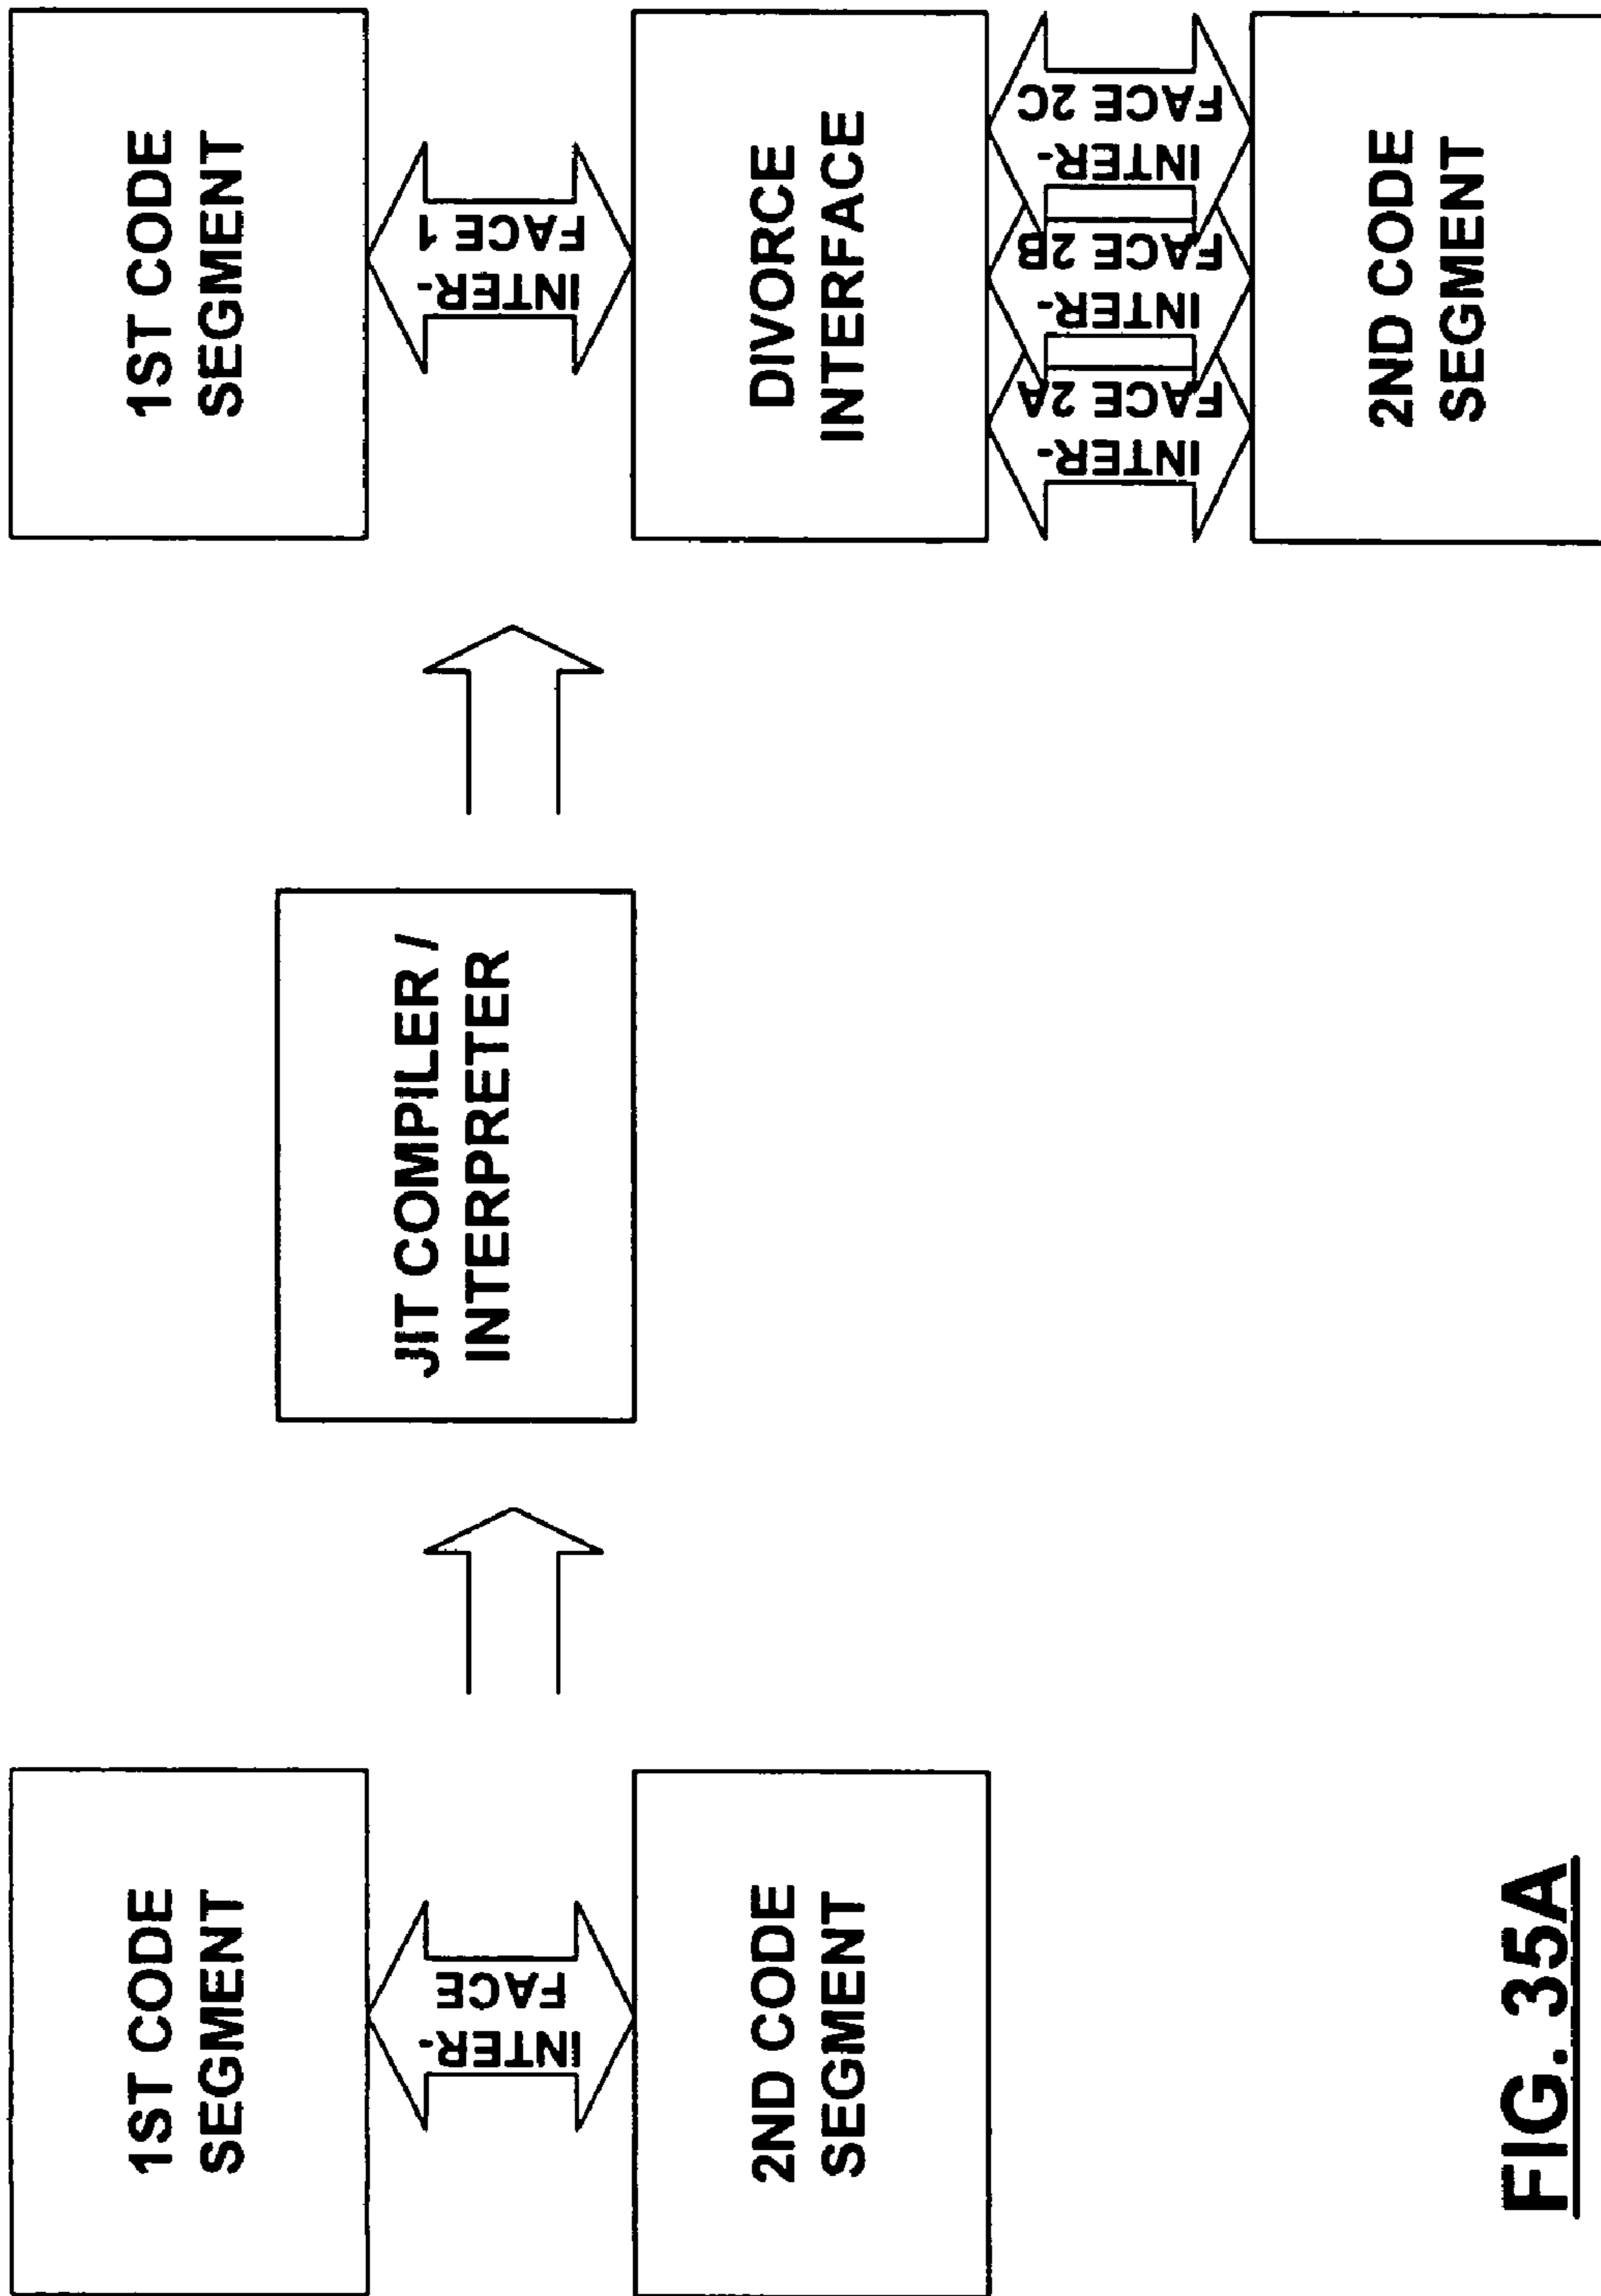 1ST CODE
SEGMENT
INTER-
FACE
2ND CODE
SEGMENT
JIT COMPILER /
INTERPRETER
1ST CODE
SEGMENT
INTER-
FACE 1
DIVORCE
INTERFACE
INTER-
FACE 2A
INTER-
FACE 2B
INTER-
FACE 2C
2ND CODE
SEGMENT
FIG. 35A